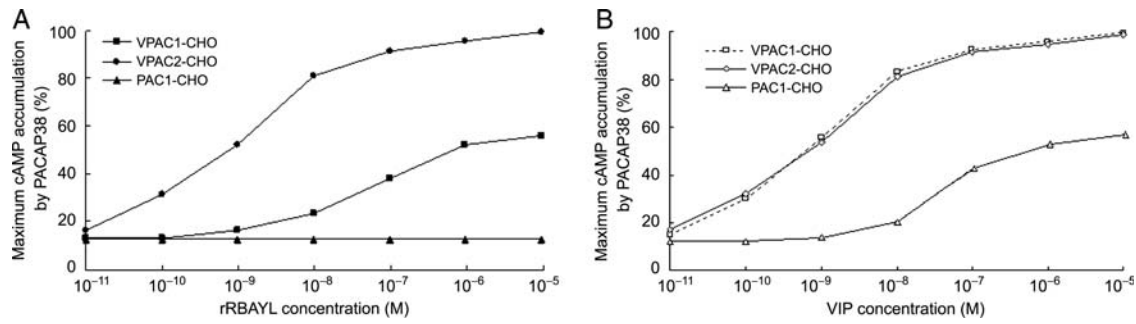 A
Maximum cAMP accumulation
by PACAP38 (%)
100
80
60
40
20
0
VPAC1-CHO
VPAC2-CHO
PAC1-CHO
10⁻¹¹ 10⁻¹⁰ 10⁻⁹ 10⁻⁸ 10⁻⁷ 10⁻⁶ 10⁻⁵
rRBAYL concentration (M)
B
Maximum cAMP accumulation
by PACAP38 (%)
100
80
60
40
20
0
VPAC1-CHO
VPAC2-CHO
PAC1-CHO
10⁻¹¹ 10⁻¹⁰ 10⁻⁹ 10⁻⁸ 10⁻⁷ 10⁻⁶ 10⁻⁵
VIP concentration (M)